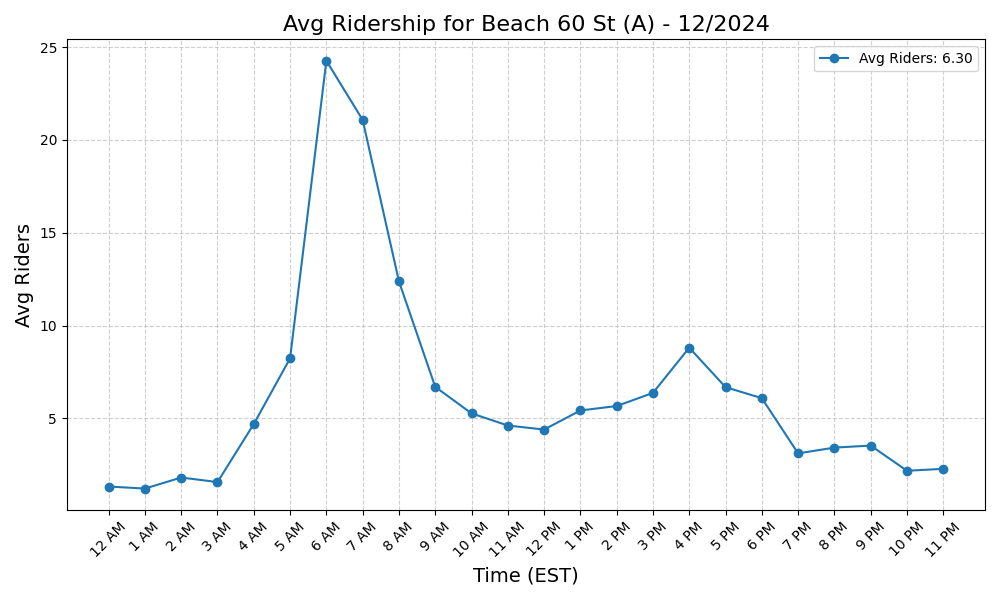 Avg Ridership for Beach 60 St (A) - 12/2024
Avg Riders: 6.30
Avg Riders
25
20
15
10
5
12 AM
1 AM
2 AM
3 AM
4 AM
5 AM
6 AM
7 AM
8 AM
9 AM
10 AM
11 AM
12 PM
1 PM
2 PM
3 PM
4 PM
5 PM
6 PM
7 PM
8 PM
9 PM
10 PM
11 PM
Time (EST)